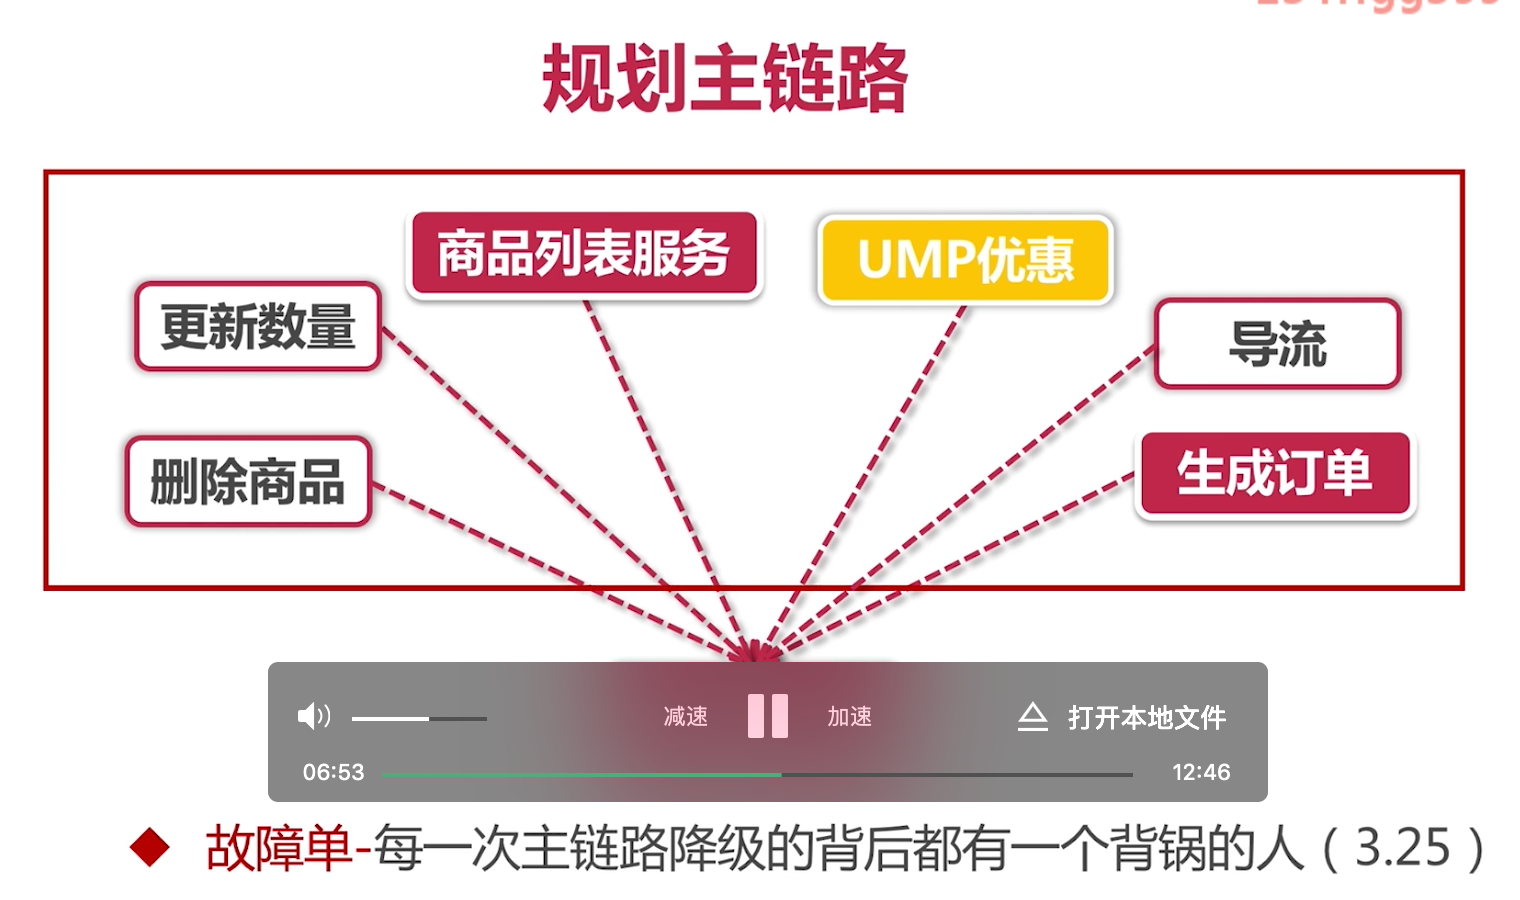 规划主链路
商品列表服务
UMP优惠
更新数量
导流
删除商品
生成订单
减速
加速
打开本地文件
06:53
12:46
故障单-每一次主链路降级的背后都有一个背锅的人（3.25）